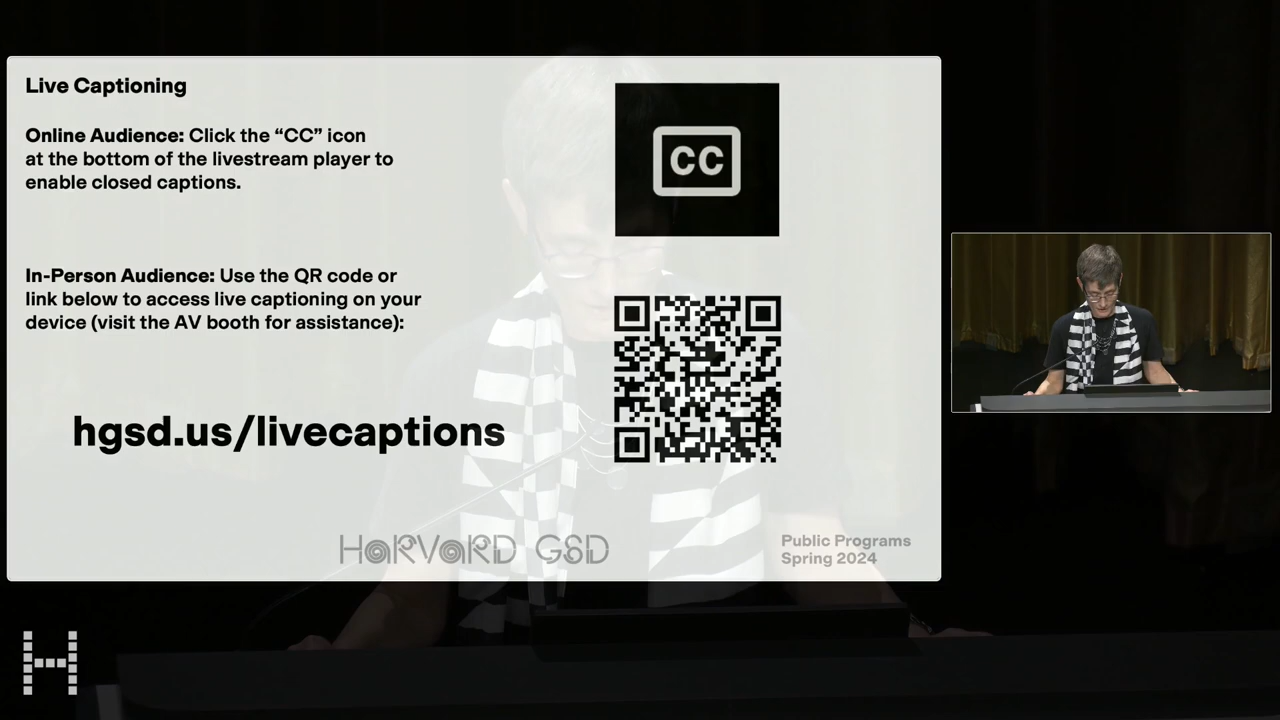 Live Captioning
Online Audience: Click the “CC” icon
at the bottom of the livestream player to
enable closed captions.
CC
In-Person Audience: Use the QR code or
link below to access live captioning on your
device (visit the AV booth for assistance):
hgsd.us/livecaptions
HARVARD GSD
Public Programs
Spring 2024
H